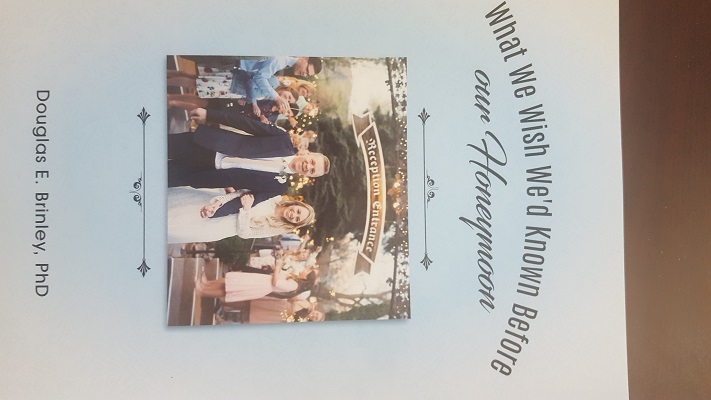 What we wish we'd known Before
our Honeymoon
Reception Entrance
Douglas E. Brinley, PhD